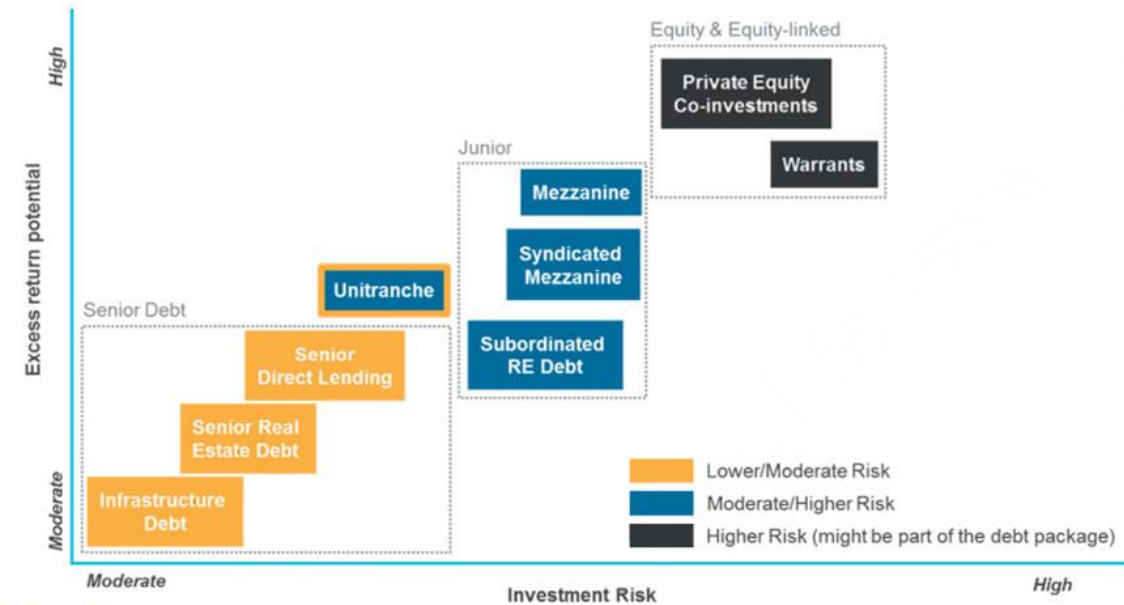 Equity & Equity-linked
High
Private Equity
Co-investments
Junior
Warrants
Mezzanine
Excess return potential
Syndicated
Mezzanine
Unitranche
Senior Debt
Senior
Direct Lending
Subordinated
RE Debt
Senior Real
Estate Debt
Lower/Moderate Risk
Infrastructure
Debt
Moderate/Higher Risk
Moderate
Higher Risk (might be part of the debt package)
Moderate
Investment Risk
High